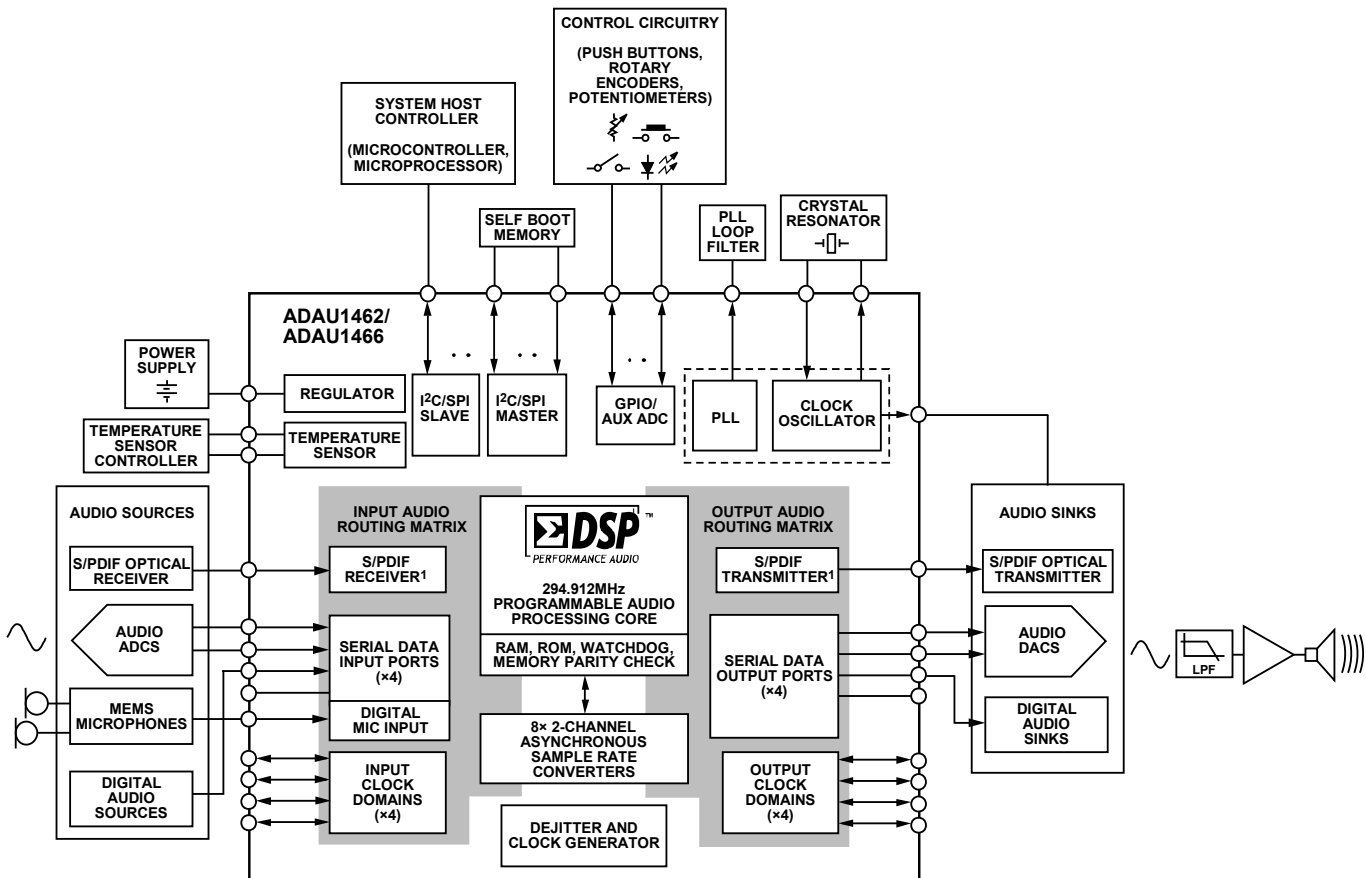 CONTROL CIRCUITRY
(PUSH BUTTONS,
ROTARY
ENCODERS,
POTENTIOMETERS)
SYSTEM HOST
CONTROLLER
(MICROCONTROLLER,
MICROPROCESSOR)
SELF BOOT
MEMORY
PLL
LOOP
FILTER
CRYSTAL
RESONATOR
ADAU1462/
ADAU1466
POWER
SUPPLY
REGULATOR
TEMPERATURE
SENSOR
CONTROLLER
TEMPERATURE
SENSOR
I²C/SPI
SLAVE
I²C/SPI
MASTER
GPIO/
AUX ADC
PLL
CLOCK
OSCILLATOR
AUDIO SOURCES
S/PDIF OPTICAL
RECEIVER
AUDIO
ADCS
MEMS
MICROPHONES
DIGITAL
AUDIO
SOURCES
INPUT AUDIO
ROUTING MATRIX
S/PDIF
RECEIVER¹
SERIAL DATA
INPUT PORTS
(×4)
DIGITAL
MIC INPUT
INPUT
CLOCK
DOMAINS
(×4)
ΣDSP ™
PERFORMANCE AUDIO
294.912MHz
PROGRAMMABLE AUDIO
PROCESSING CORE
RAM, ROM, WATCHDOG,
MEMORY PARITY CHECK
8× 2-CHANNEL
ASYNCHRONOUS
SAMPLE RATE
CONVERTERS
DEJITTER AND
CLOCK GENERATOR
OUTPUT AUDIO
ROUTING MATRIX
S/PDIF
TRANSMITTER¹
SERIAL DATA
OUTPUT PORTS
(×4)
OUTPUT
CLOCK
DOMAINS
(×4)
AUDIO SINKS
S/PDIF OPTICAL
TRANSMITTER
AUDIO
DACS
DIGITAL
AUDIO
SINKS
LPF